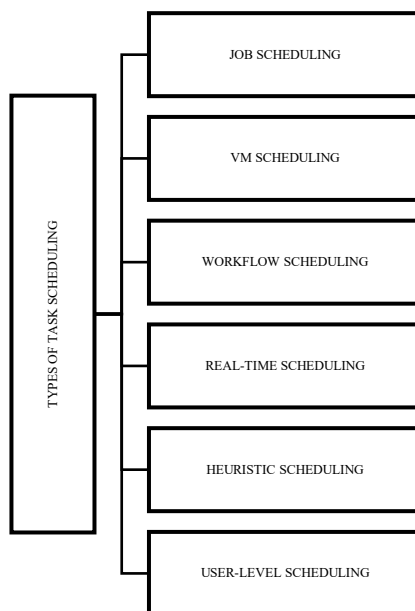 TYPES OF TASK SCHEDULING
JOB SCHEDULING
VM SCHEDULING
WORKFLOW SCHEDULING
REAL-TIME SCHEDULING
HEURISTIC SCHEDULING
USER-LEVEL SCHEDULING